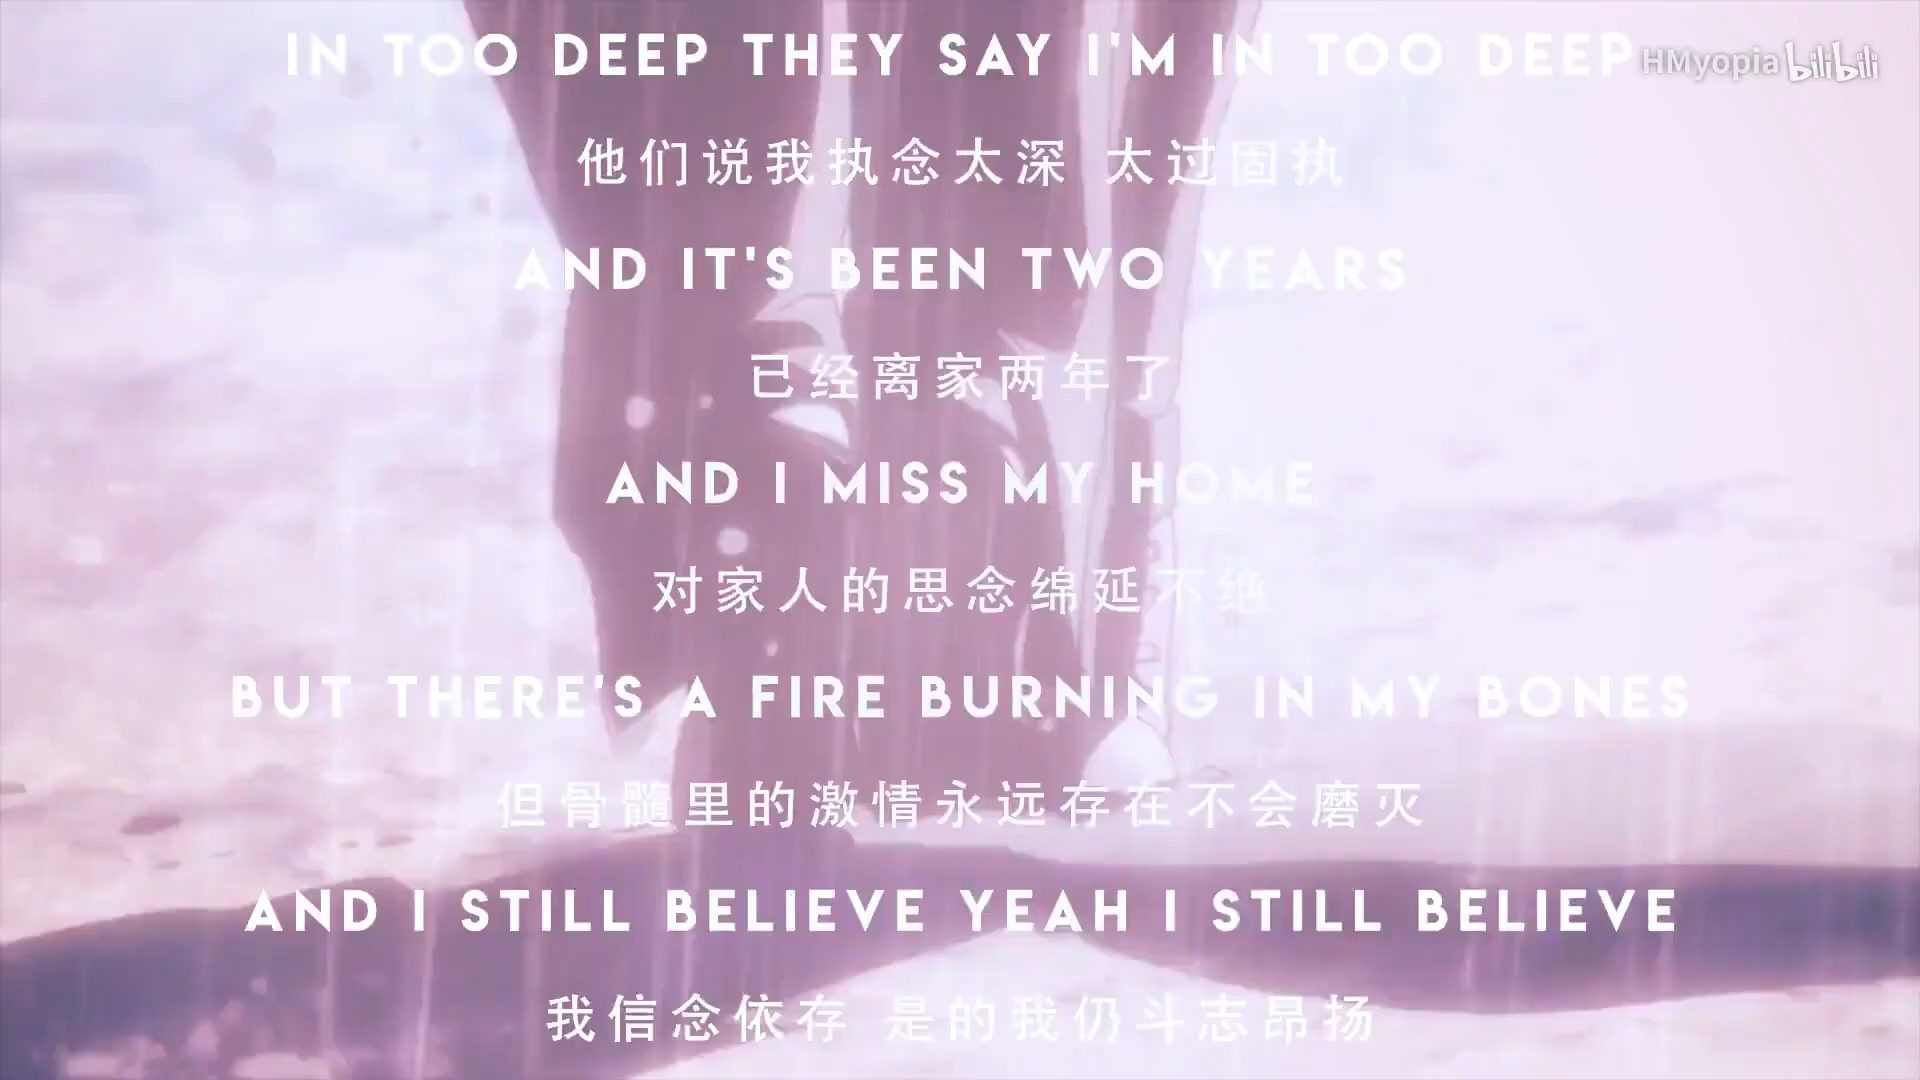 IN TOO DEEP THEY SAY I'M IN TOO DEEP
HMyopia bilibili
他们说我执念太深 太过固执
AND IT'S BEEN TWO YEARS
已经离家两年了
AND I MISS MY HOME
对家人的思念绵延不绝
BUT THERE'S A FIRE BURNING IN MY BONES
但骨髓里的激情永远存在不会磨灭
AND I STILL BELIEVE YEAH I STILL BELIEVE
我信念依存 是的我仍斗志昂扬